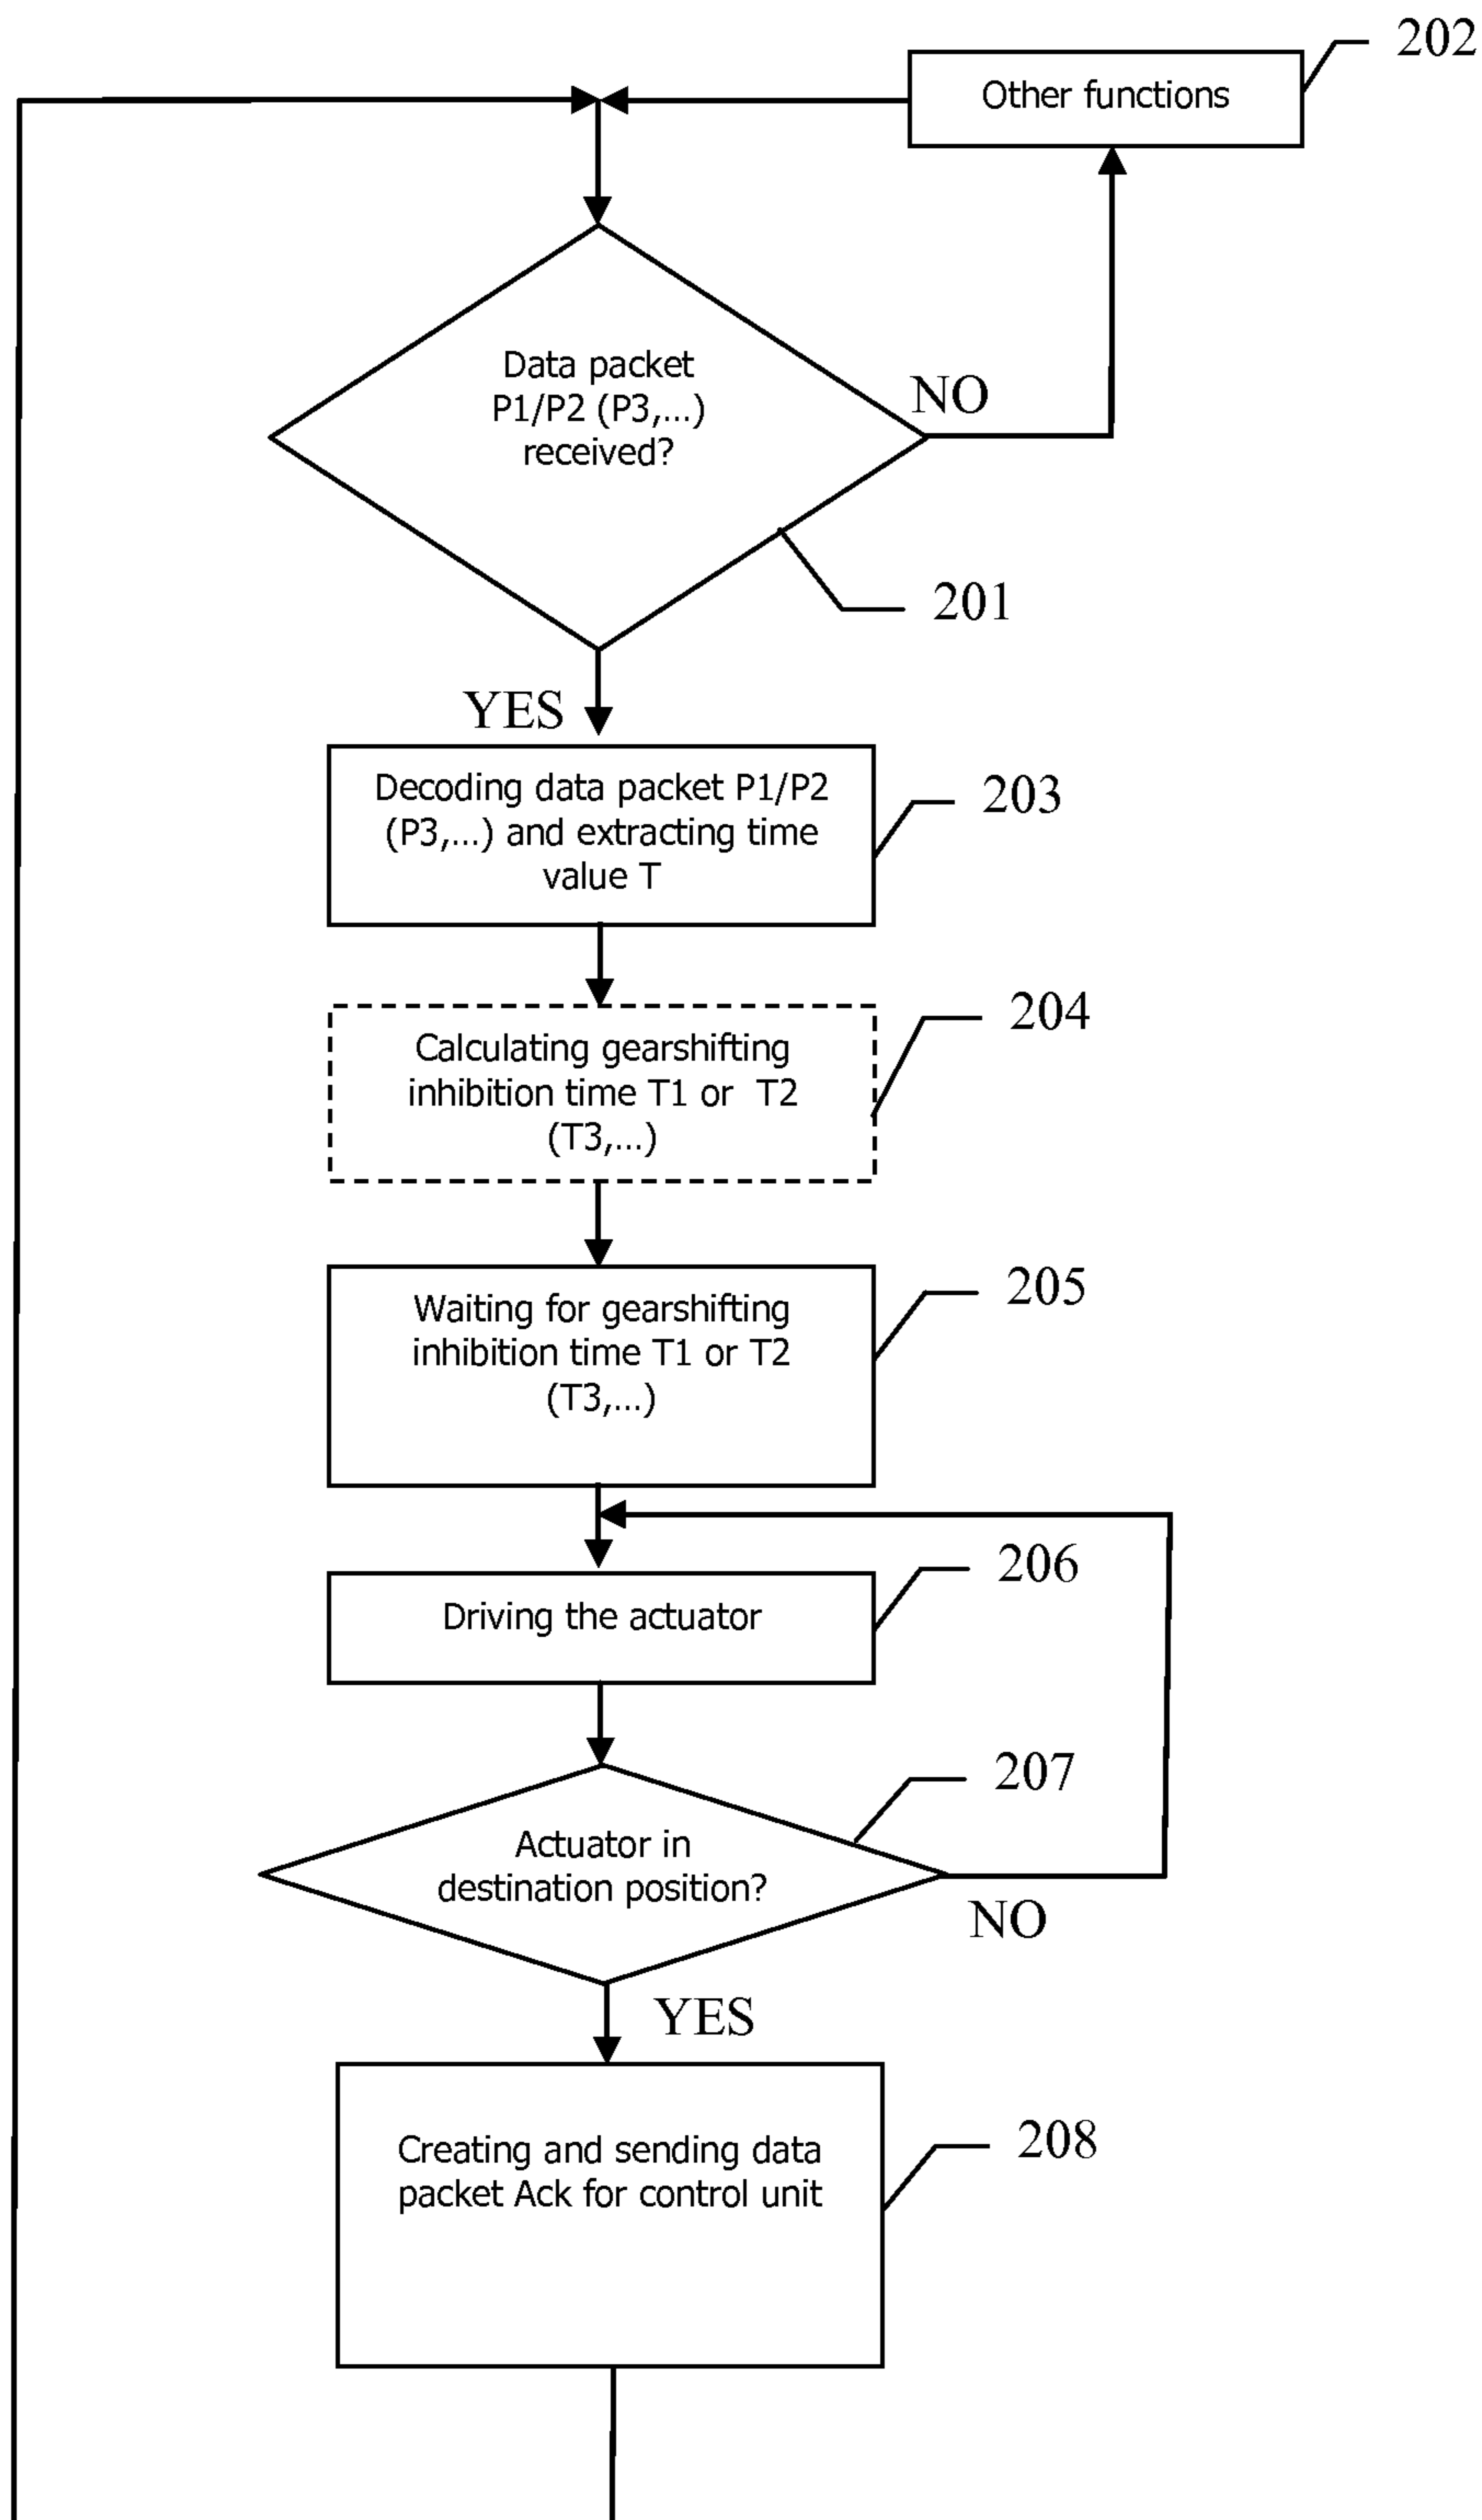 202
Other functions
Data packet
P1/P2 (P3,...)
received?
NO
201
YES
Decoding data packet P1/P2
(P3,...) and extracting time
value T
203
204
Calculating gearshifting
inhibition time T1 or T2
(T3,...)
205
Waiting for gearshifting
inhibition time T1 or T2
(T3,...)
206
Driving the actuator
207
Actuator in
destination position?
NO
YES
208
Creating and sending data
packet Ack for control unit